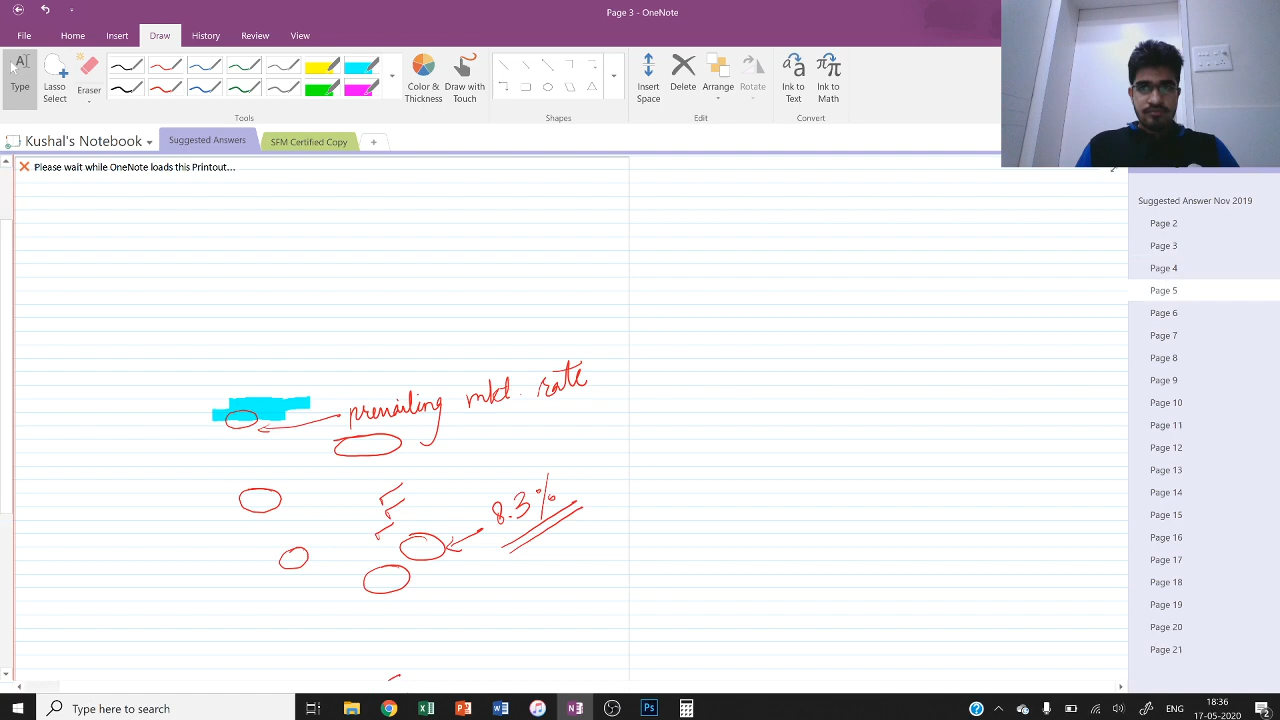 Page 3 - OneNote
File Home Insert Draw History Review View
Type
Lasso Select
Eraser
Color & Thickness
Draw with Touch
Insert Space
Delete
Arrange
Rotate
Ink to Text
Ink to Math
Tools
Shapes
Edit
Convert
Kushal's Notebook
Suggested Answers
SFM Certified Copy
+
Please wait while OneNote loads this Printout...
prevailing mkt. rate
8.3%
Suggested Answer Nov 2019
Page 2
Page 3
Page 4
Page 5
Page 6
Page 7
Page 8
Page 9
Page 10
Page 11
Page 12
Page 13
Page 14
Page 15
Page 16
Page 17
Page 18
Page 19
Page 20
Page 21
Type here to search
ENG
18:36
17-05-2020
2